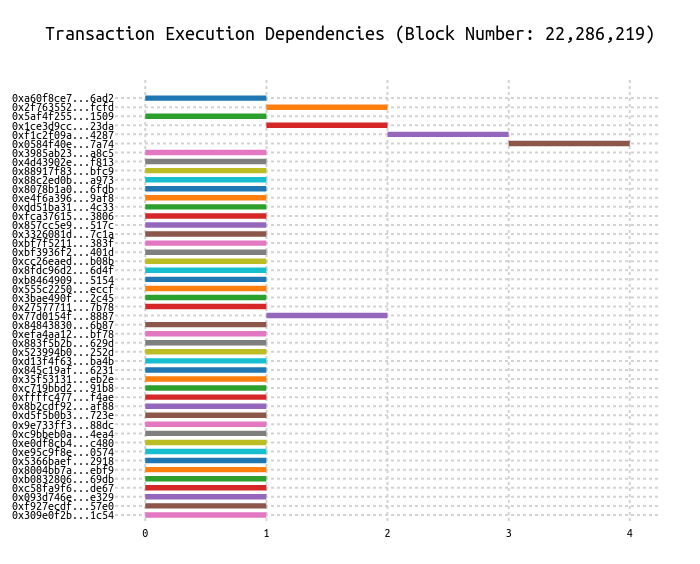 Transaction Execution Dependencies (Block Number: 22,286,219)
0xa60f8ce7...6ad2
0x2f763552...fcfd
0x5af4f255...1509
0x1ce3d9cc...23da
0xf1c2f09a...4287
0x0584f40e...7a74
0x3985ab23...a8c5
0x4d43902e...f813
0x88917f83...bfc9
0x88c2ed0b...a973
0x8078b1a0...6fdb
0xe4f6a396...9af8
0xdd51ba31...4c33
0xfca37615...3806
0x857cc5e9...517c
0x3326081d...7c1a
0xbf7f5211...383f
0xbf3936f2...401d
0xcc26eaed...b08b
0x8fdc96d2...6d4f
0xb8464909...5154
0x555c2250...eccf
0x3bae490f...2c45
0x27577711...7b78
0x77d0154f...8887
0x84843830...6b87
0xefa4aa12...bf78
0x883f5b2b...629d
0x523994b0...252d
0xd13f4f63...ba4b
0x845c19af...6231
0x35f53131...eb2e
0xc719bbd2...91b8
0xffffc477...f4ae
0x8b2cdf92...af88
0xd5f5b0b3...723e
0x9e733ff3...88dc
0xc9bbeb0a...4ea4
0xe0df8cb4...c480
0xe95c9f8e...0574
0x5366baef...2918
0x8004bb7a...ebf9
0xb0832806...69db
0xc58fa9f6...de67
0x093d746e...e329
0xf927ecdf...57e0
0x309e0f2b...1c54
0 1 2 3 4